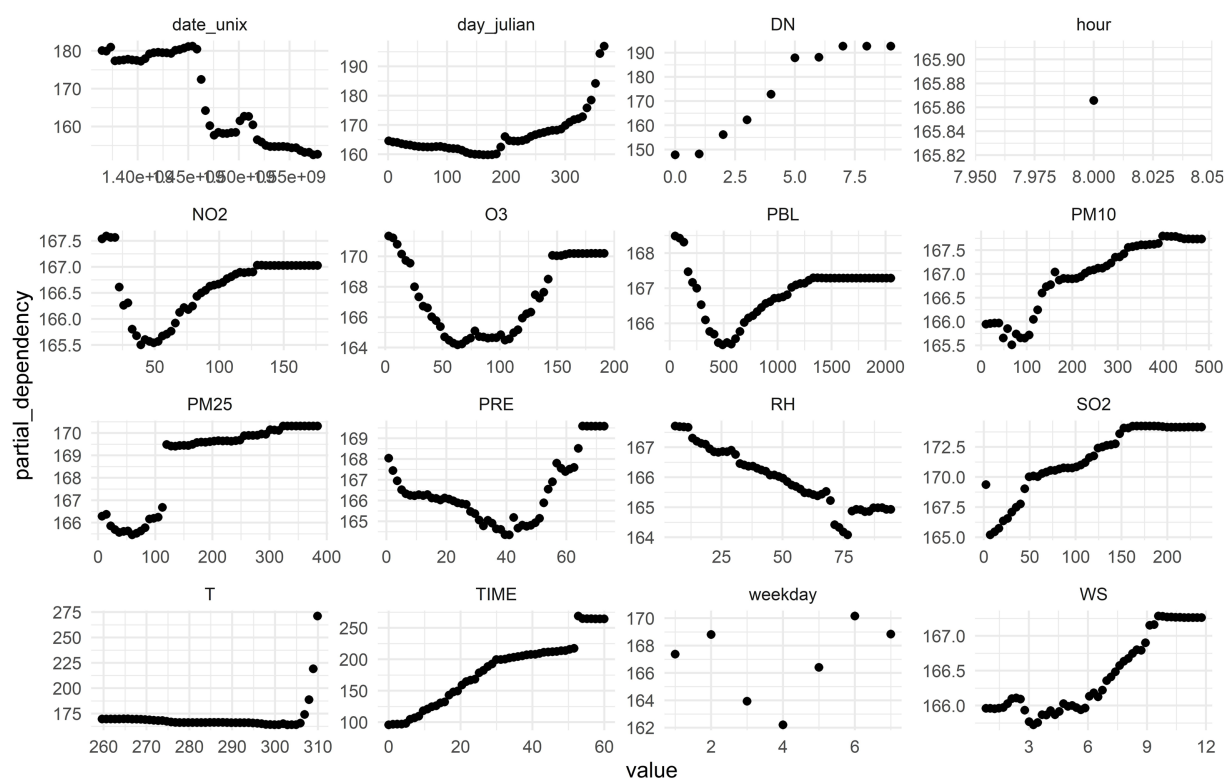 date_unix day_julian DN hour
180 170 160
190 180 170 160
190 180 170 160 150
165.90 165.88 165.86 165.84 165.82
1.40e+09 1.45e+09 1.50e+09 1.55e+09
0 100 200 300
0.0 2.5 5.0 7.5
7.950 7.975 8.000 8.025 8.05
NO2 O3 PBL PM10
167.5 167.0 166.5 166.0 165.5
170 168 166 164
168 167 166
167.5 167.0 166.5 166.0 165.5
50 100 150
0 50 100 150 200
0 500 1000 1500 2000
0 100 200 300 400 500
partial_dependency
PM25 PRE RH SO2
170 169 168 167 166
169 168 167 166 165
167 166 165 164
172.5 170.0 167.5 165.0
0 100 200 300 400
0 20 40 60
25 50 75
0 50 100 150 200
T TIME weekday WS
275 250 225 200 175
250 200 150 100
170 168 166 164 162
167.0 166.5 166.0
260 270 280 290 300 310
0 20 40 60
2 4 6
3 6 9 12
value